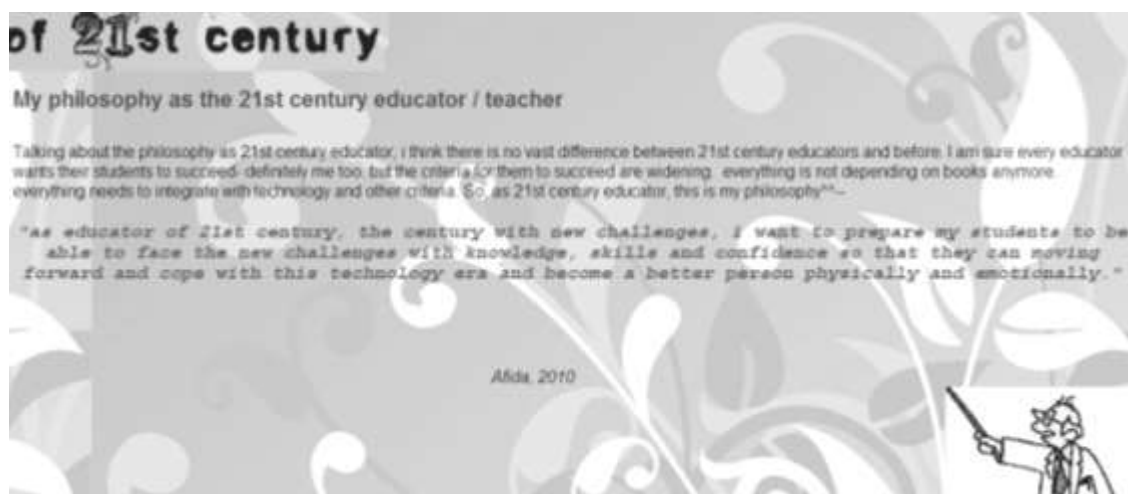 of 21st century
My philosophy as the 21st century educator / teacher
Talking about the philosophy as 21st century educator, i think there is no vast difference between 21st century educators and before. I am sure every educator
wants their students to succeed- definitely me too, but the criteria for them to succeed are widening. everything is not depending on books anymore.
everything needs to integrate with technology and other criteria. So, as 21st century educator, this is my philosophy^^--
"as educator of 21st century, the century with new challenges, i want to prepare my students to be
able to face the new challenges with knowledge, skills and confidence so that they can moving
forward and cope with this technology era and become a better person physically and emotionally."
Afida, 2010